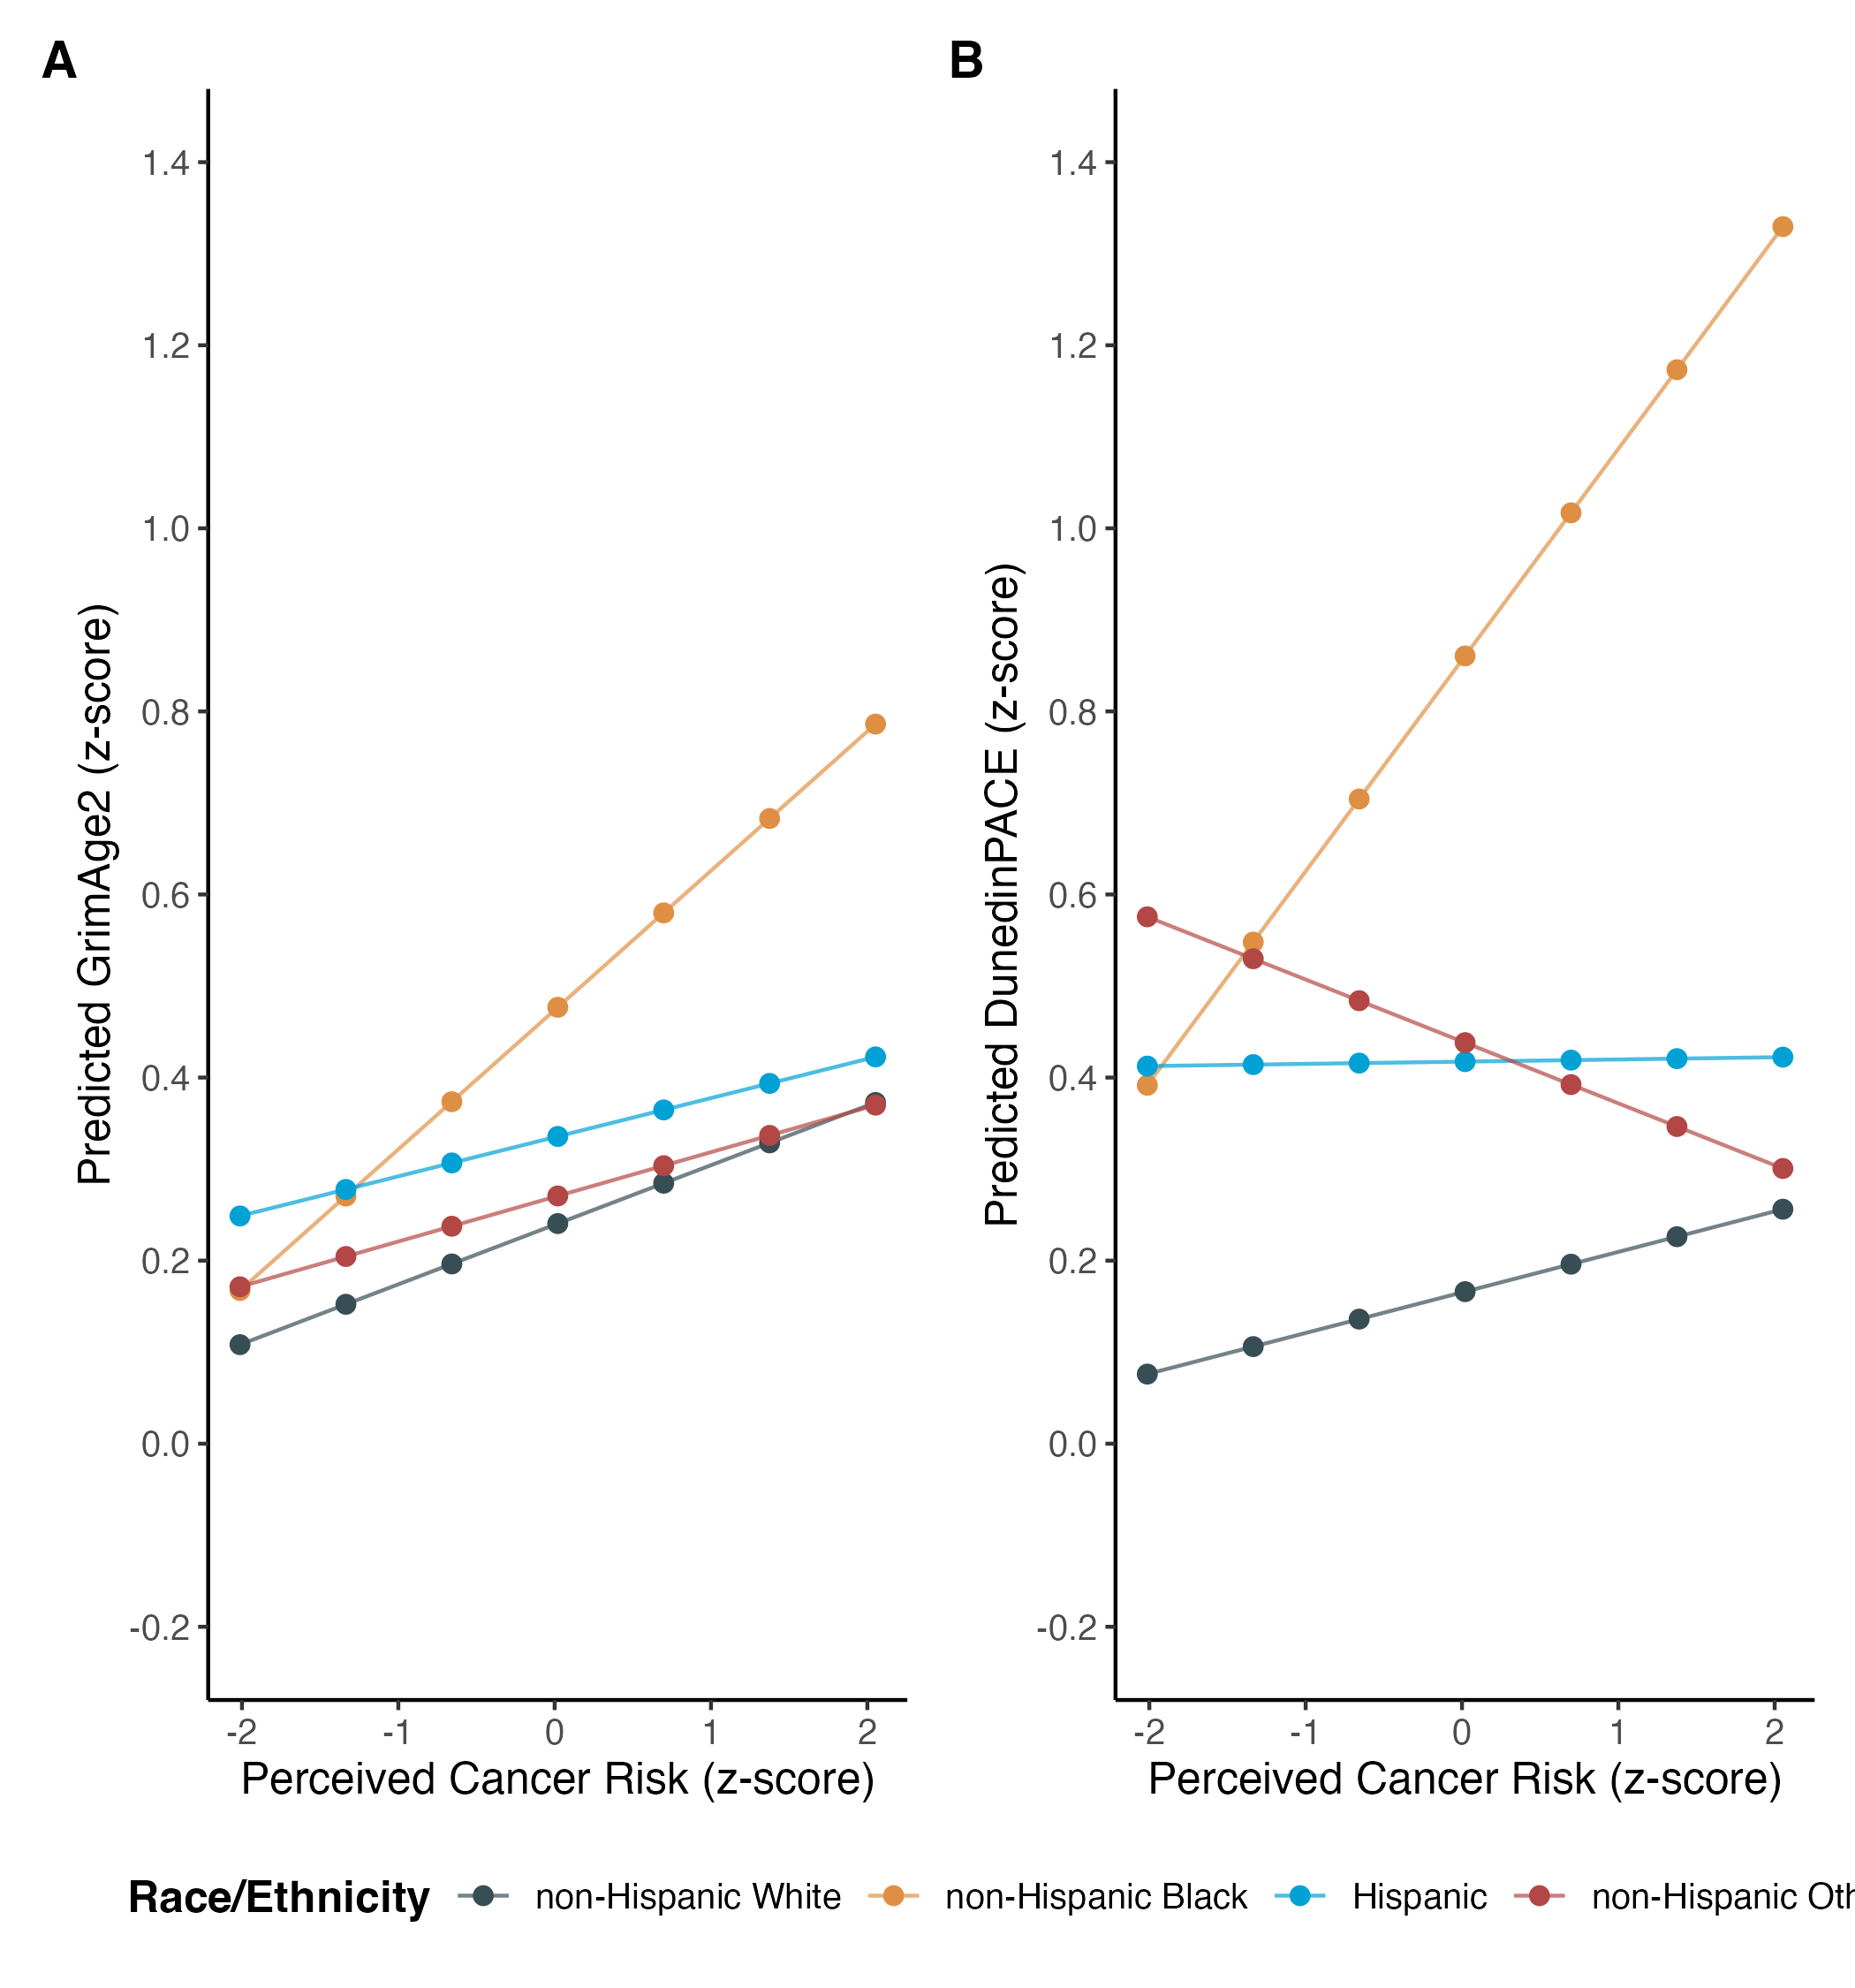 A
B
Predicted GrimAge2 (z-score)
1.4
1.2
1.0
0.8
0.6
0.4
0.2
0.0
-0.2
-2 -1 0 1 2
Perceived Cancer Risk (z-score)
Predicted DunedinPACE (z-score)
1.4
1.2
1.0
0.8
0.6
0.4
0.2
0.0
-0.2
-2 -1 0 1 2
Perceived Cancer Risk (z-score)
Race/Ethnicity non-Hispanic White non-Hispanic Black Hispanic non-Hispanic